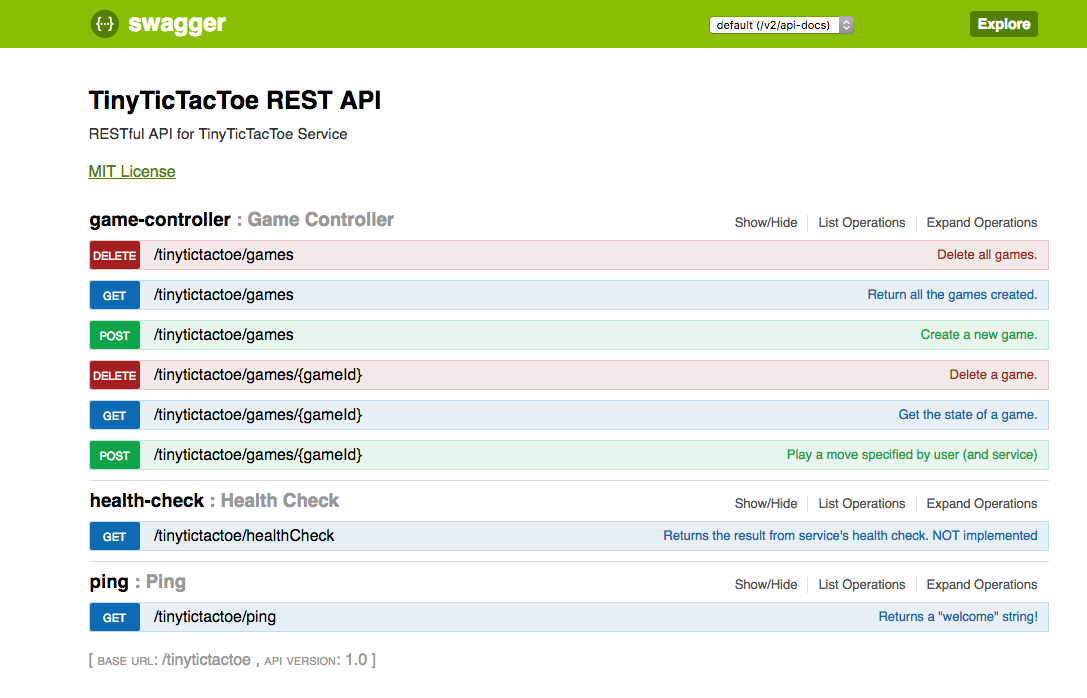 {···} swagger default (/v2/api-docs) Explore
TinyTicTacToe REST API
RESTful API for TinyTicTacToe Service
MIT License
game-controller : Game Controller Show/Hide List Operations Expand Operations
DELETE /tinytictactoe/games Delete all games.
GET /tinytictactoe/games Return all the games created.
POST /tinytictactoe/games Create a new game.
DELETE /tinytictactoe/games/{gameId} Delete a game.
GET /tinytictactoe/games/{gameId} Get the state of a game.
POST /tinytictactoe/games/{gameId} Play a move specified by user (and service)
health-check : Health Check Show/Hide List Operations Expand Operations
GET /tinytictactoe/healthCheck Returns the result from service's health check. NOT implemented
ping : Ping Show/Hide List Operations Expand Operations
GET /tinytictactoe/ping Returns a "welcome" string!
[ BASE URL: /tinytictactoe , API VERSION: 1.0 ]